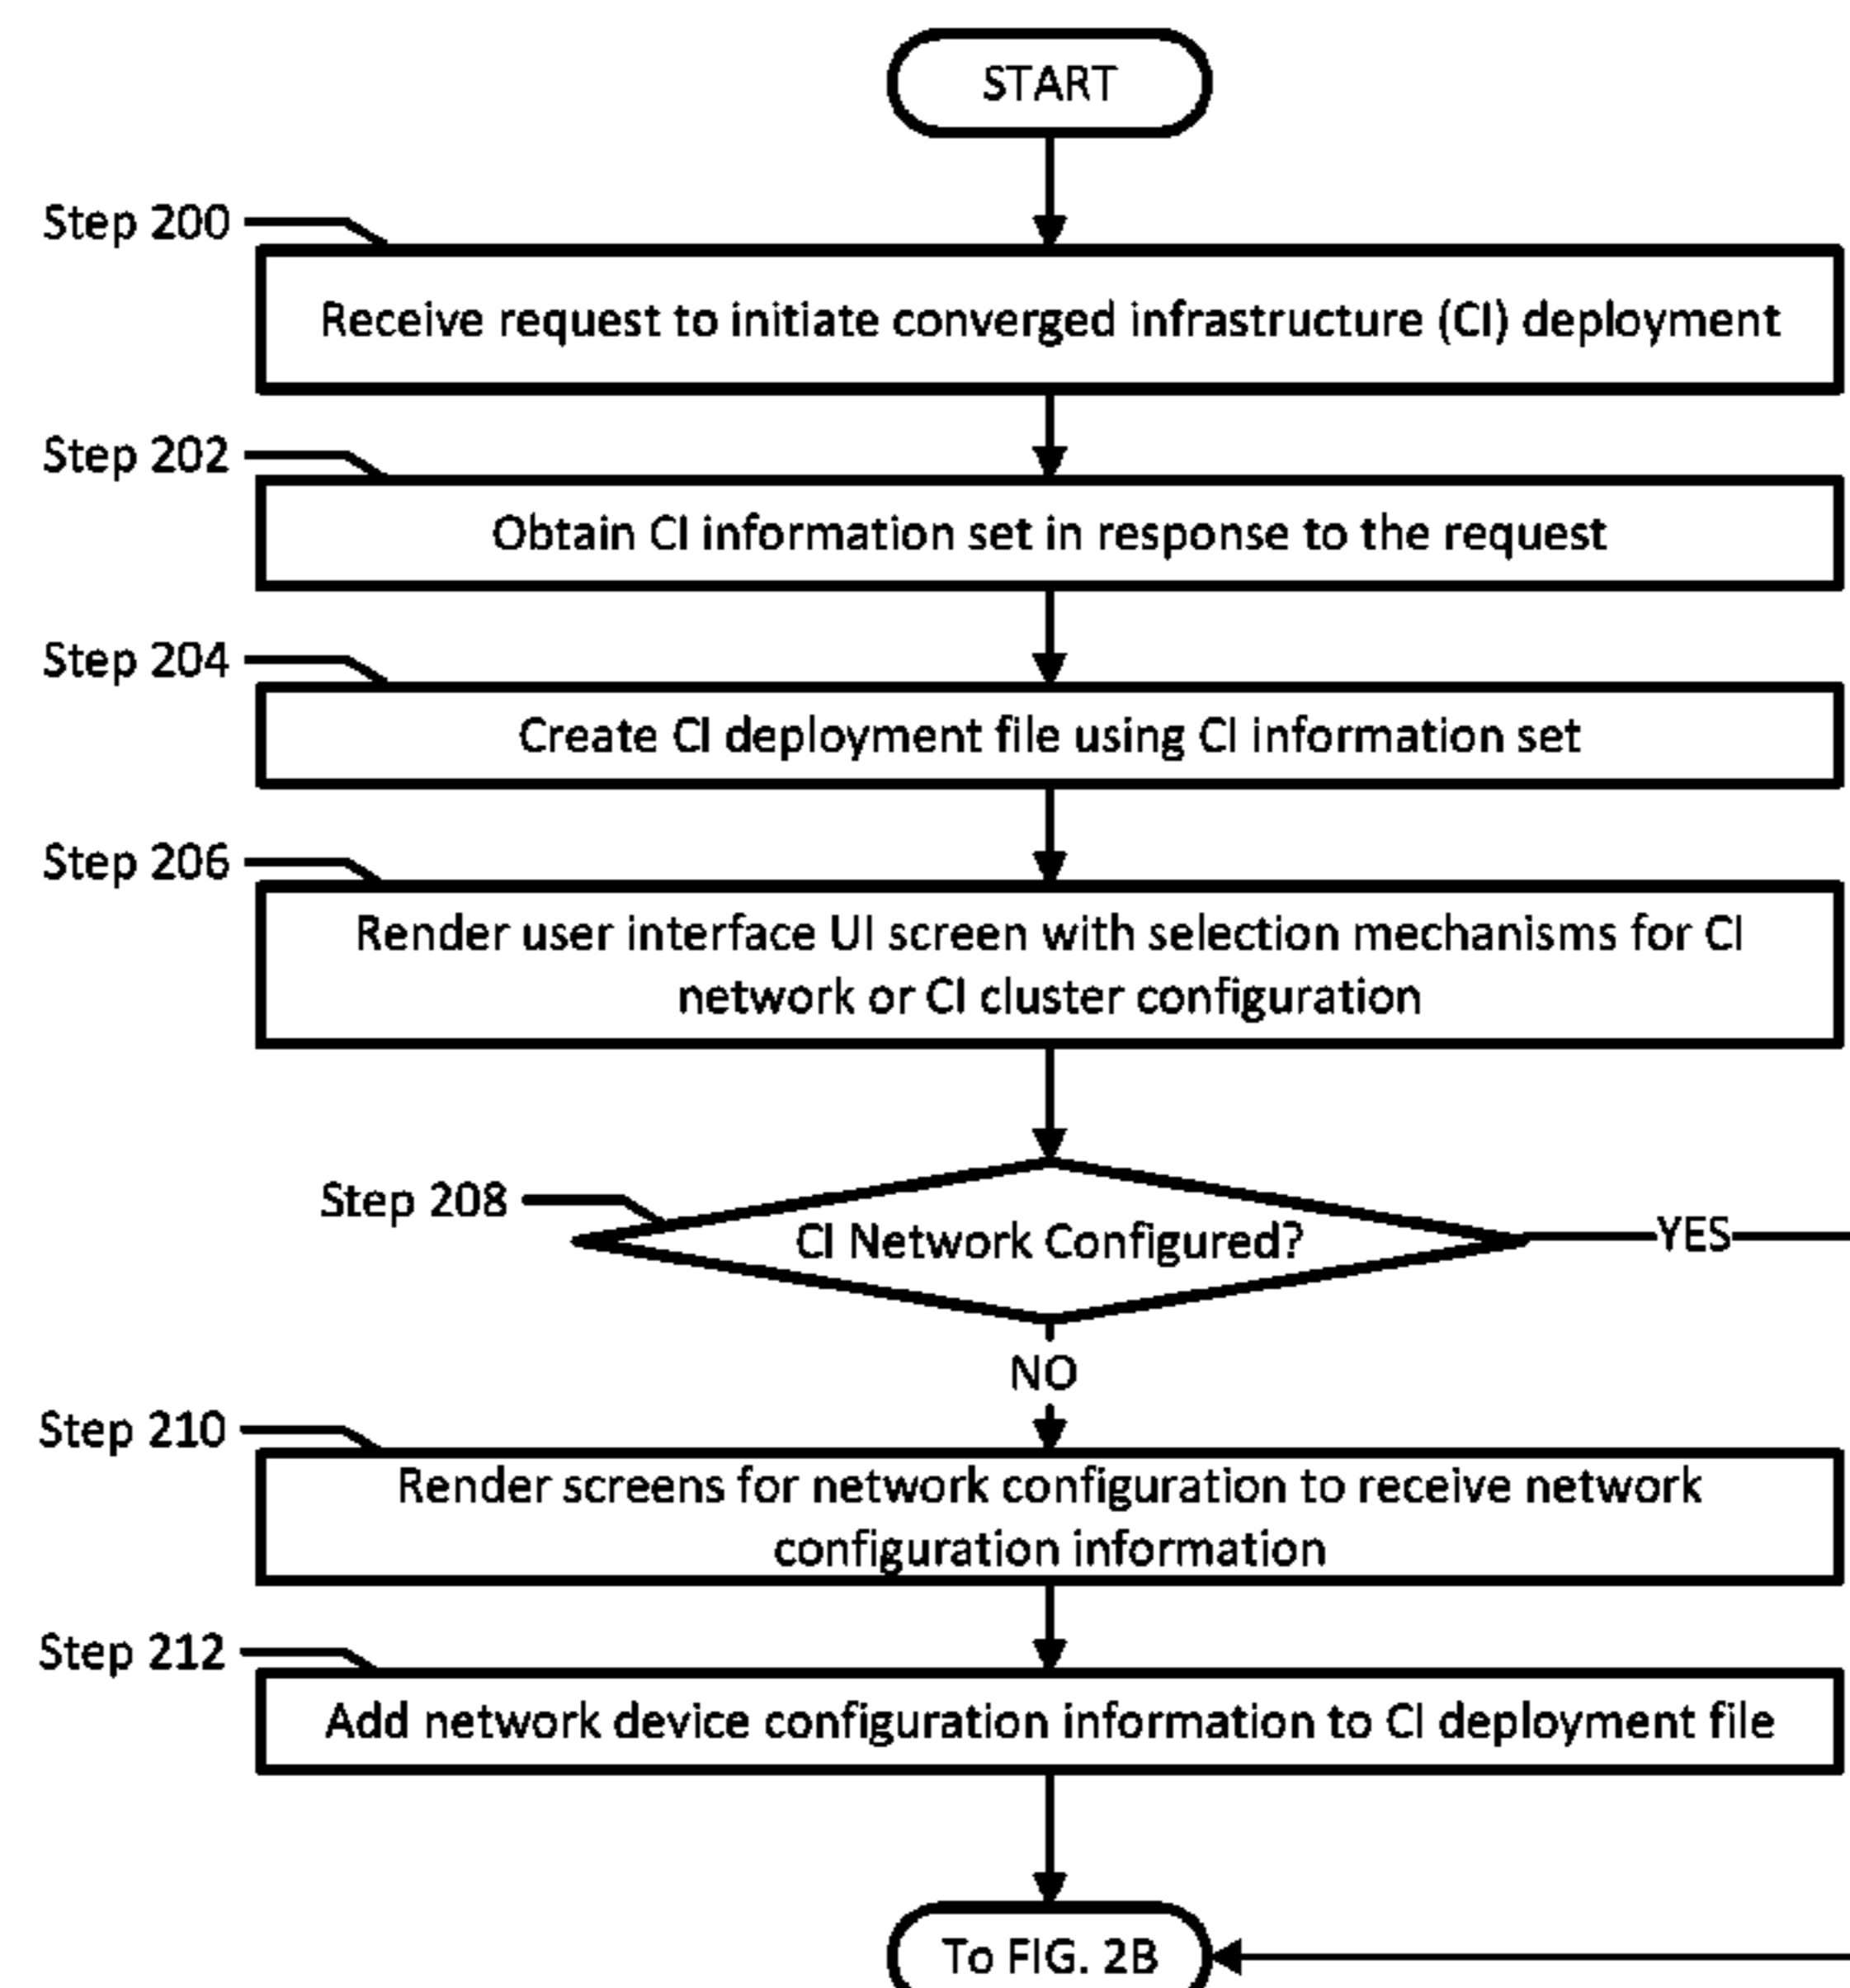 START
Step 200
Receive request to initiate converged infrastructure (CI) deployment
Step 202
Obtain CI information set in response to the request
Step 204
Create CI deployment file using CI information set
Step 206
Render user interface UI screen with selection mechanisms for CI
network or CI cluster configuration
Step 208
CI Network Configured?
YES
NO
Step 210
Render screens for network configuration to receive network
configuration information
Step 212
Add network device configuration information to CI deployment file
To FIG. 2B